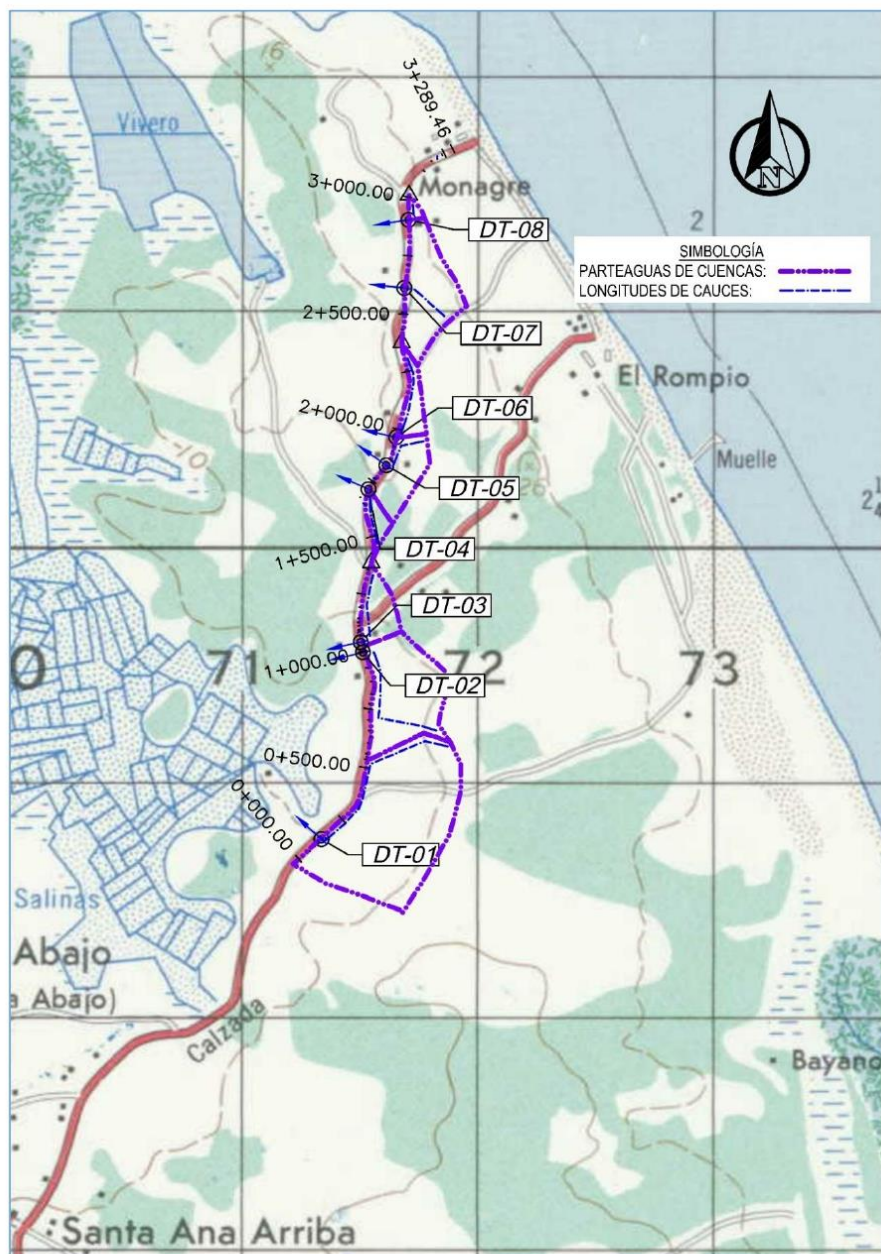 16
3+289.46
Vivero
3+000.00
Monagre
N
DT-08
2
SIMBOLOGÍA
PARTEAGUAS DE CUENCAS:
LONGITUDES DE CAUCES:
DT-07
2+500.00
El Rompio
2+000.00
DT-06
10
Muelle
DT-05
26
1+500.00
DT-04
DT-03
0
71
1+000.00
72
73
DT-02
0+500.00
0+000.00
DT-01
Salinas
Abajo
a Abajo)
Calzada
Bayano
Santa Ana Arriba